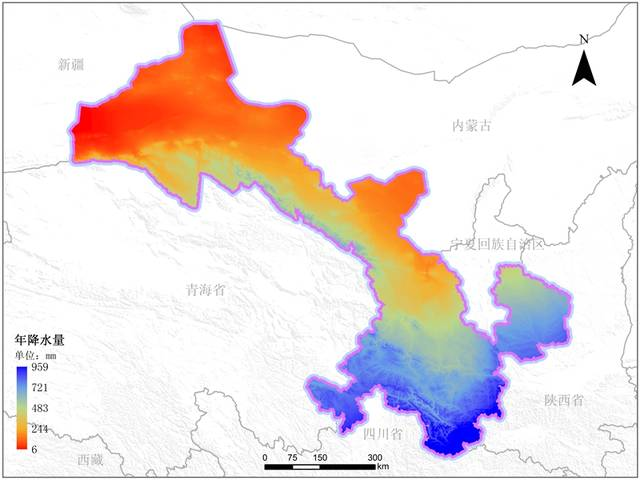 N
新疆
内蒙古
宁夏回族自治区
青海省
年降水量
单位：mm
959
721
483
244
6
陕西省
四川省
西藏
0 75 150 300
km